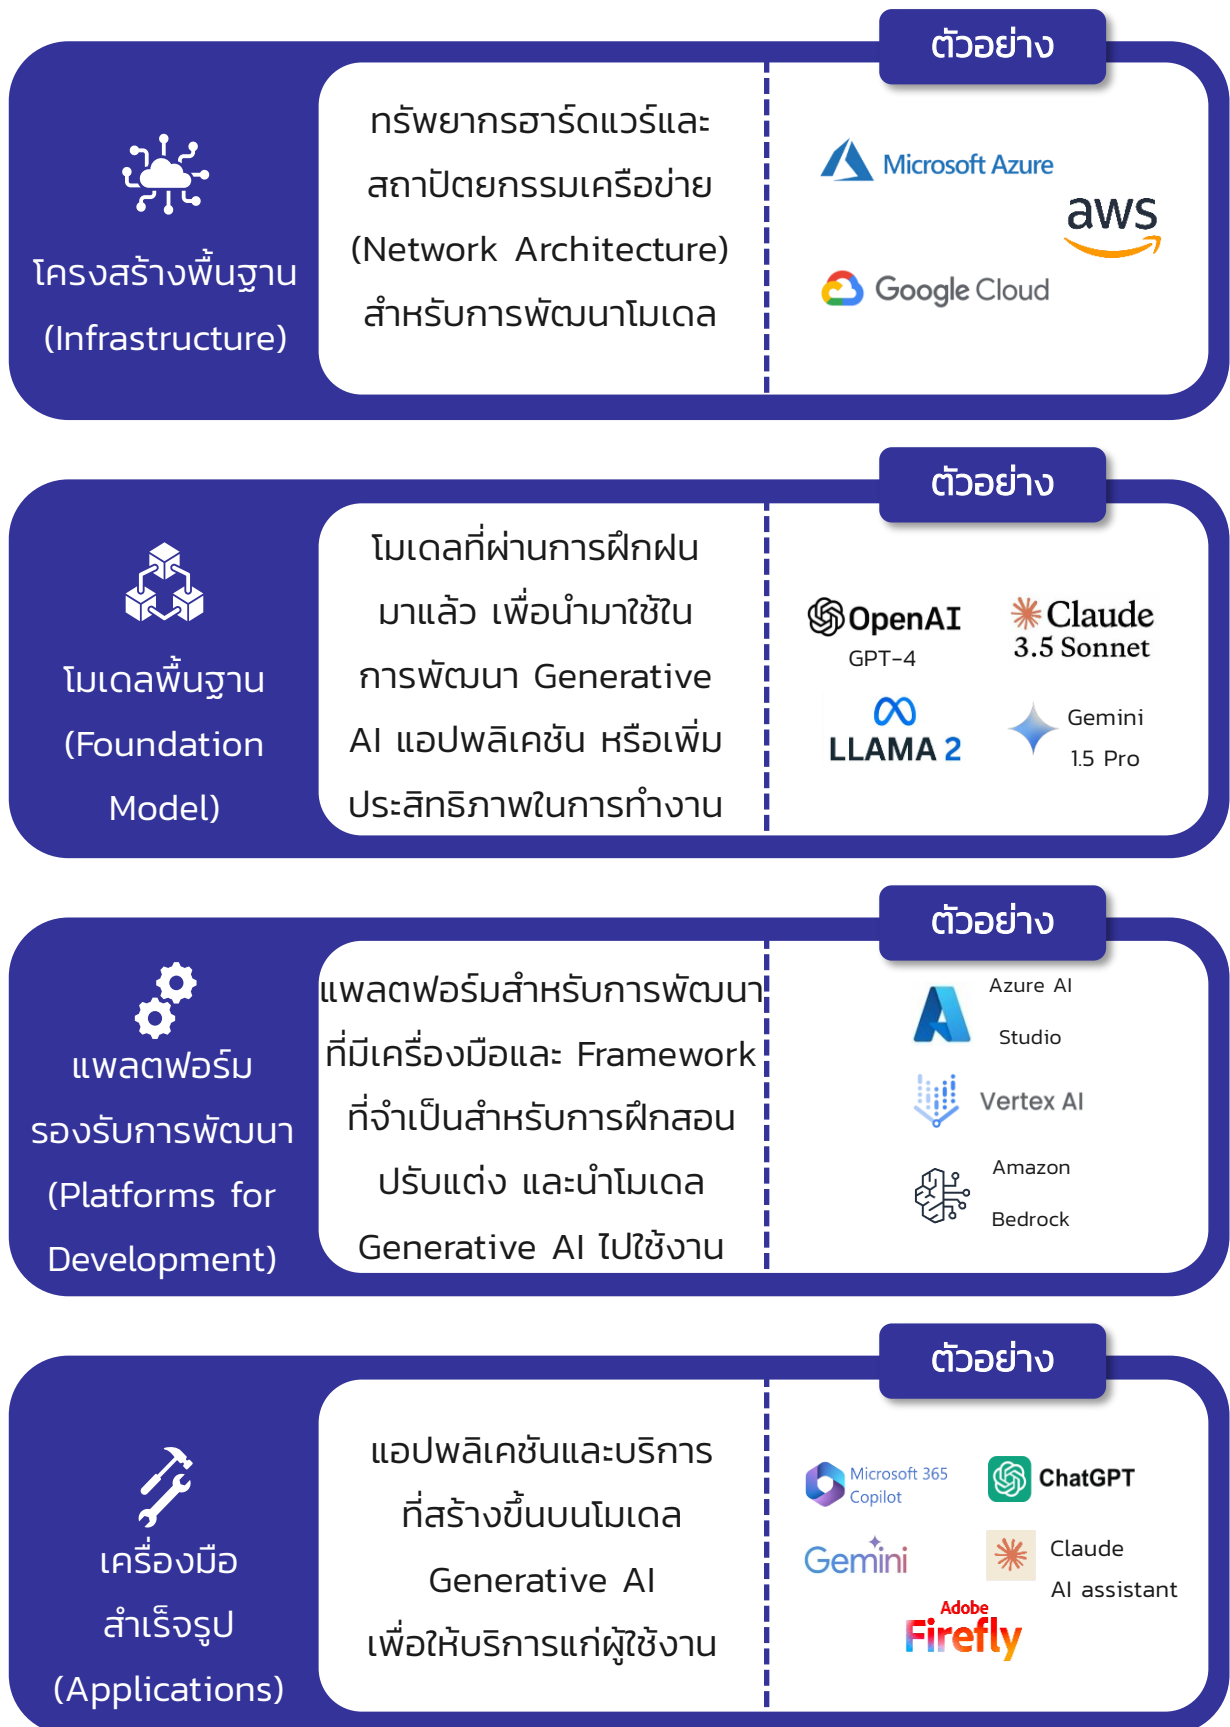 ตัวอย่าง
โครงสร้างพื้นฐาน
(Infrastructure)
ทรัพยากรฮาร์ดแวร์และ
สถาปัตยกรรมเครือข่าย
(Network Architecture)
สำหรับการพัฒนาโมเดล
Microsoft Azure
aws
Google Cloud
ตัวอย่าง
โมเดลพื้นฐาน
(Foundation
Model)
โมเดลที่ผ่านการฝึกฝน
มาแล้ว เพื่อนำมาใช้ใน
การพัฒนา Generative
AI แอปพลิเคชัน หรือเพิ่ม
ประสิทธิภาพในการทำงาน
OpenAI
GPT-4
Claude
3.5 Sonnet
LLAMA 2
Gemini
1.5 Pro
ตัวอย่าง
แพลตฟอร์ม
รองรับการพัฒนา
(Platforms for
Development)
แพลตฟอร์มสำหรับการพัฒนา
ที่มีเครื่องมือและ Framework
ที่จำเป็นสำหรับการฝึกสอน
ปรับแต่ง และนำโมเดล
Generative AI ไปใช้งาน
Azure AI
Studio
Vertex AI
Amazon
Bedrock
ตัวอย่าง
เครื่องมือ
สำเร็จรูป
(Applications)
แอปพลิเคชันและบริการ
ที่สร้างขึ้นบนโมเดล
Generative AI
เพื่อให้บริการแก่ผู้ใช้งาน
Microsoft 365
Copilot
ChatGPT
Gemini
Claude
AI assistant
Adobe
Firefly